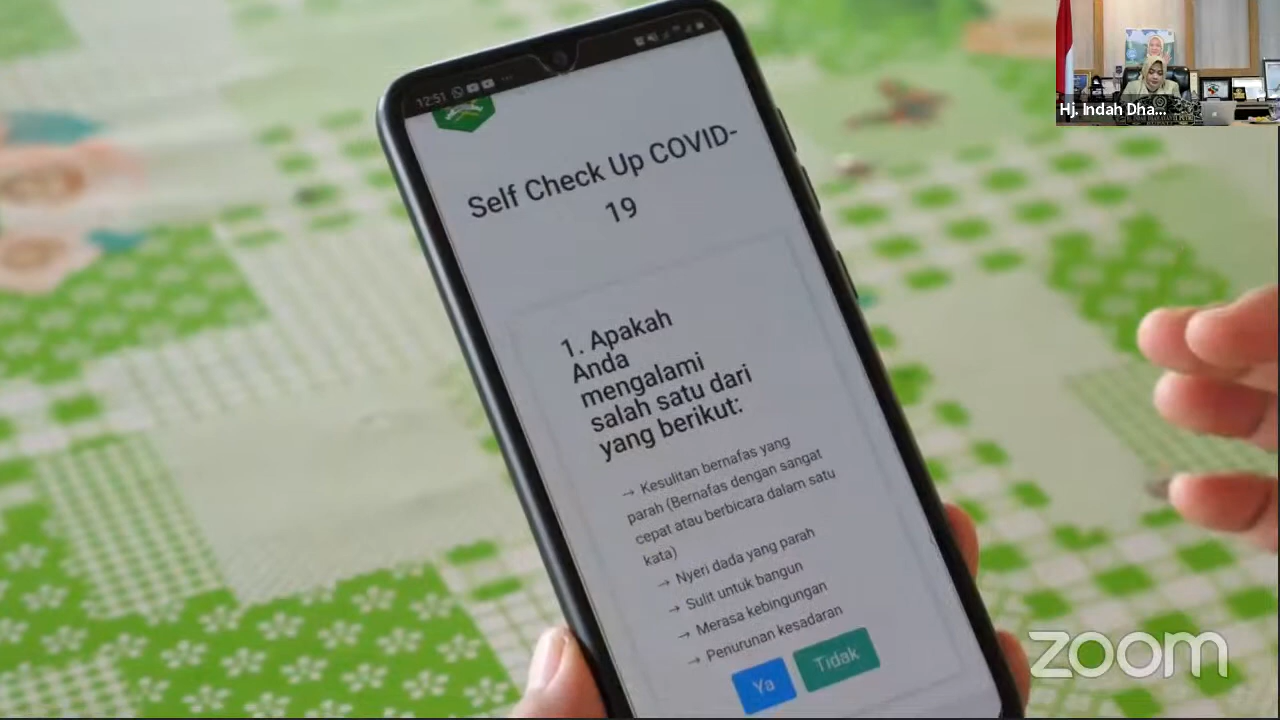 Hj. Indah Dha...
12:51
Self Check Up COVID-
19
1. Apakah
Anda
mengalami
salah satu dari
yang berikut:
→ Kesulitan bernafas yang
parah (Bernafas dengan sangat
cepat atau berbicara dalam satu
kata)
→ Nyeri dada yang parah
→ Sulit untuk bangun
→ Merasa kebingungan
→ Penurunan kesadaran
Ya Tidak
zoom